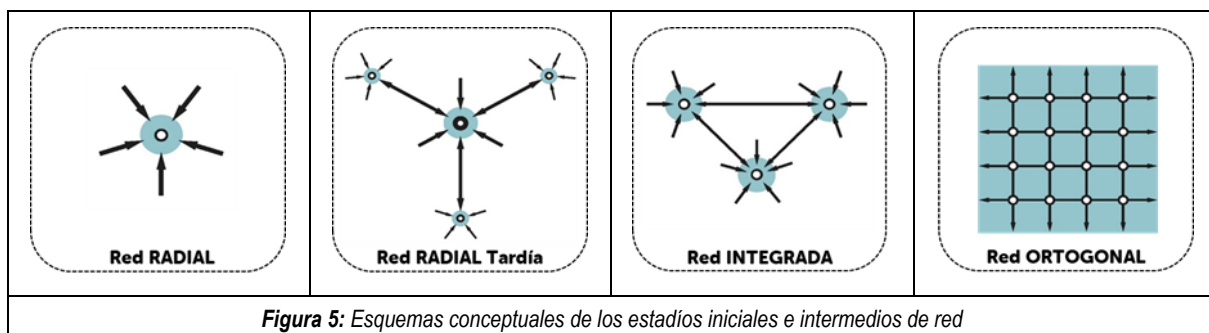 Red RADIAL
Red RADIAL Tardía
Red INTEGRADA
Red ORTOGONAL
Figura 5: Esquemas conceptuales de los estadíos iniciales e intermedios de red